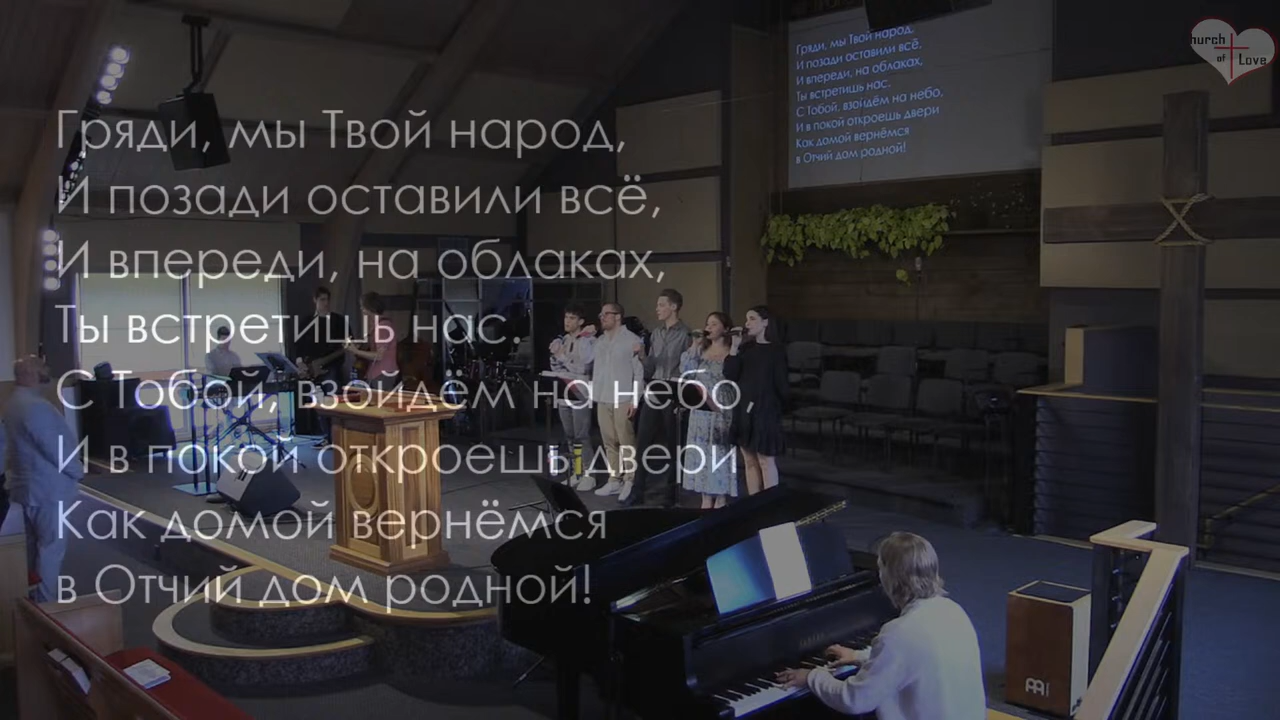 Гряди, мы Твой народ,
И позади оставили всё,
И впереди, на облаках,
Ты встретишь нас.
С Тобой, взойдём на небо,
И в покой откроешь двери
Как домой вернёмся
в Отчий дом родной!
Гряди, мы Твой народ,
И позади оставили всё,
И впереди, на облаках,
Ты встретишь нас.
С Тобой, взойдём на небо,
И в покой откроешь двери
Как домой вернёмся
в Отчий дом родной!
hurch
of Love
YAMAHA